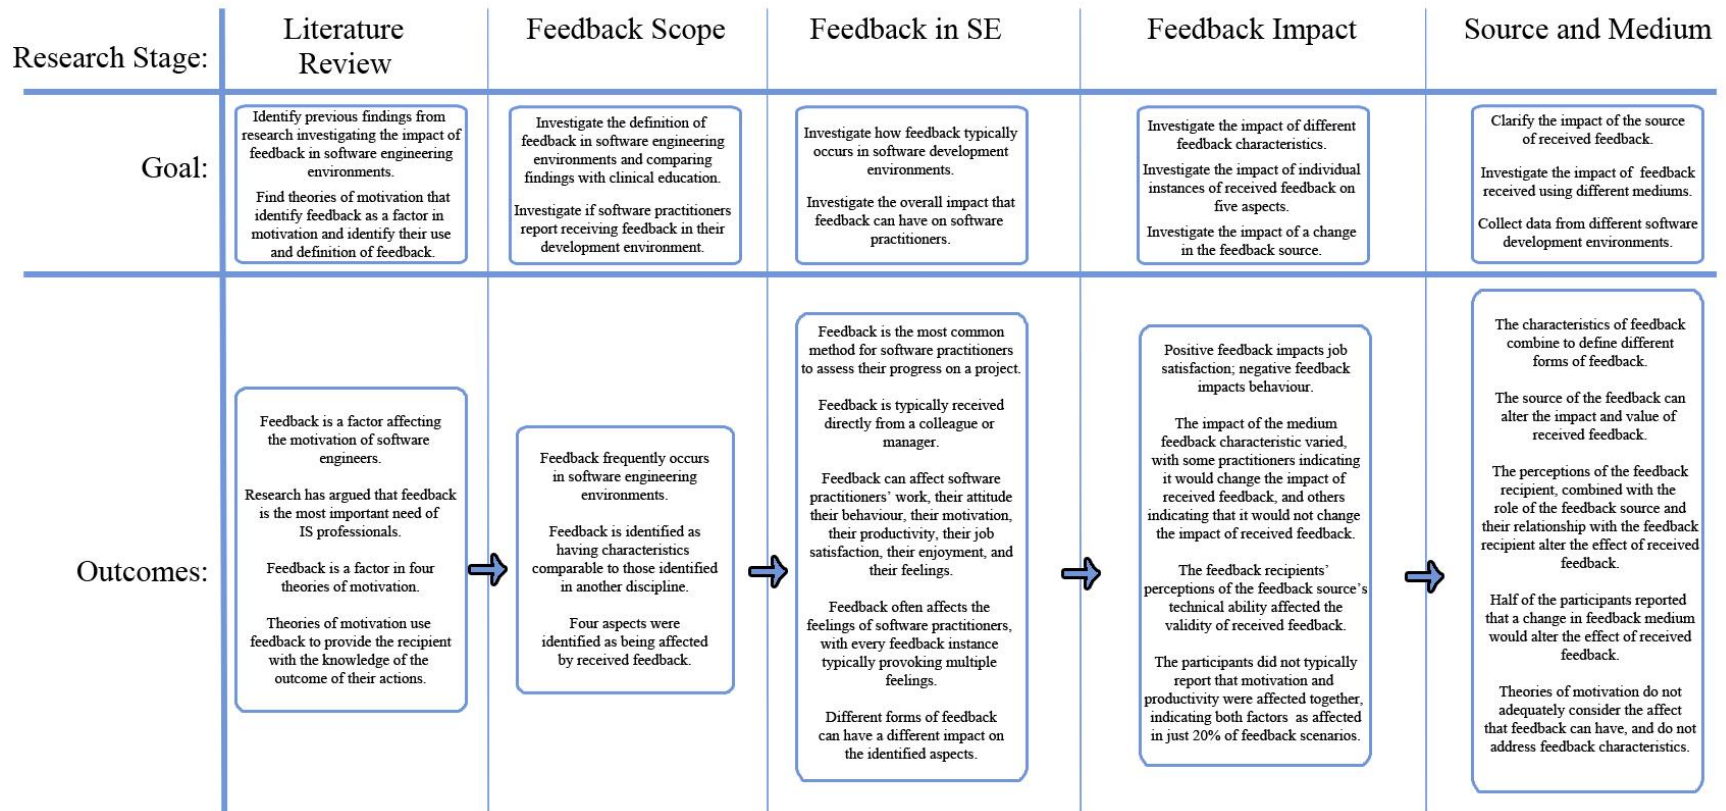 Research Stage:
Literature
Review
Feedback Scope
Feedback in SE
Feedback Impact
Source and Medium
Goal:
Identify previous findings from
research investigating the impact of
feedback in software engineering
environments.
Find theories of motivation that
identify feedback as a factor in
motivation and identify their use
and definition of feedback.
Investigate the definition of
feedback in software engineering
environments and comparing
findings with clinical education.
Investigate if software practitioners
report receiving feedback in their
development environment.
Investigate how feedback typically
occurs in software development
environments.
Investigate the overall impact that
feedback can have on software
practitioners.
Investigate the impact of different
feedback characteristics.
Investigate the impact of individual
instances of received feedback on
five aspects.
Investigate the impact of a change
in the feedback source.
Clarify the impact of the source
of received feedback.
Investigate the impact of feedback
received using different mediums.
Collect data from different software
development environments.
Outcomes:
Feedback is a factor affecting
the motivation of software
engineers.
Research has argued that feedback
is the most important need of
IS professionals.
Feedback is a factor in four
theories of motivation.
Theories of motivation use
feedback to provide the recipient
with the knowledge of the
outcome of their actions.
Feedback frequently occurs
in software engineering
environments.
Feedback is identified as
having characteristics
comparable to those identified
in another discipline.
Four aspects were
identified as being affected
by received feedback.
Feedback is the most common
method for software practitioners
to assess their progress on a project.
Feedback is typically received
directly from a colleague or
manager.
Feedback can affect software
practitioners' work, their attitude
their behaviour, their motivation,
their productivity, their job
satisfaction, their enjoyment, and
their feelings.
Feedback often affects the
feelings of software practitioners,
with every feedback instance
typically provoking multiple
feelings.
Different forms of feedback
can have a different impact on
the identified aspects.
Positive feedback impacts job
satisfaction; negative feedback
impacts behaviour.
The impact of the medium
feedback characteristic varied,
with some practitioners indicating
it would change the impact of
received feedback, and others
indicating that it would not change
the impact of received feedback.
The feedback recipients'
perceptions of the feedback source's
technical ability affected the
validity of received feedback.
The participants did not typically
report that motivation and
productivity were affected together,
indicating both factors as affected
in just 20% of feedback scenarios.
The characteristics of feedback
combine to define different
forms of feedback.
The source of the feedback can
alter the impact and value of
received feedback.
The perceptions of the feedback
recipient, combined with the
role of the feedback source and
their relationship with the feedback
recipient alter the effect of received
feedback.
Half of the participants reported
that a change in feedback medium
would alter the effect of received
feedback.
Theories of motivation do not
adequately consider the affect
that feedback can have, and do not
address feedback characteristics.